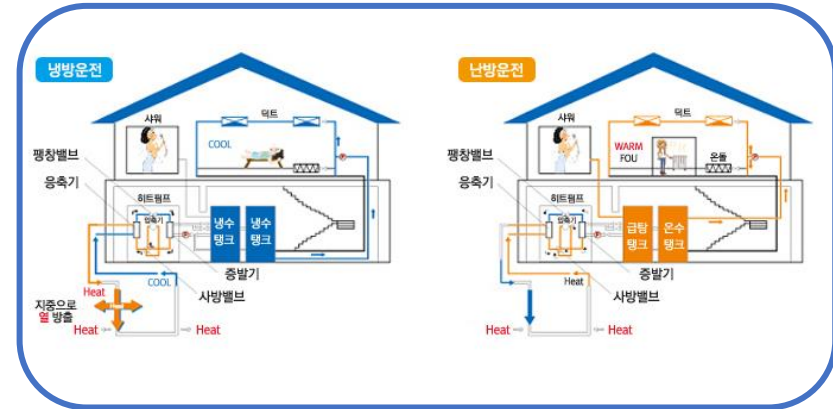 냉방운전
샤워
덕트
COOL
팽창밸브
응축기
히트펌프
압축기
냉수
탱크
냉수
탱크
P
P
증발기
사방밸브
COOL
Heat
지중으로
열 방출
Heat
Heat
난방운전
샤워
덕트
WARM
FOU
온돌
팽창밸브
응축기
히트펌프
압축기
급탕
탱크
온수
탱크
P
P
증발기
Heat
사방밸브
Heat
Heat